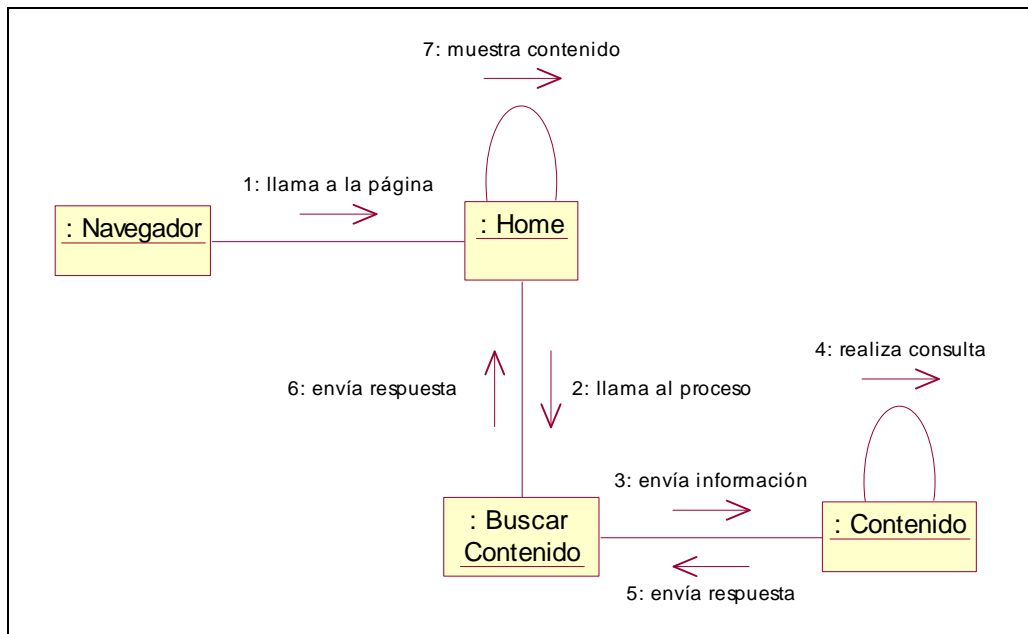 7: muestra contenido
1: llama a la página
: Navegador
: Home
4: realiza consulta
6: envía respuesta
2: llama al proceso
3: envía información
: Buscar
Contenido
: Contenido
5: envía respuesta